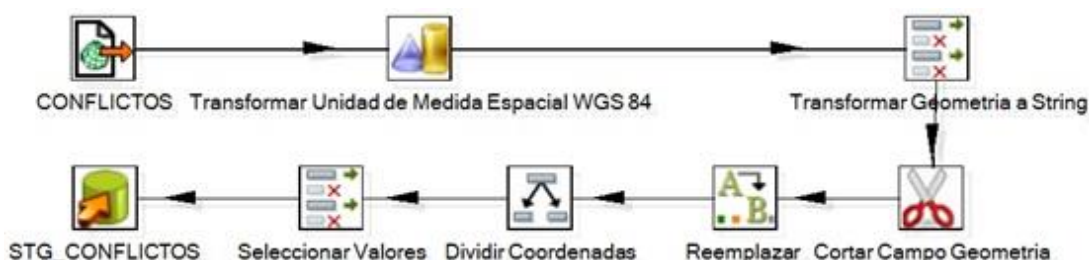 CONFLICTOS Transformar Unidad de Medida Espacial WGS 84 Transformar Geometria a String
STG_CONFLICTOS Seleccionar Valores Dividir Coordenadas Reemplazar Cortar Campo Geometria